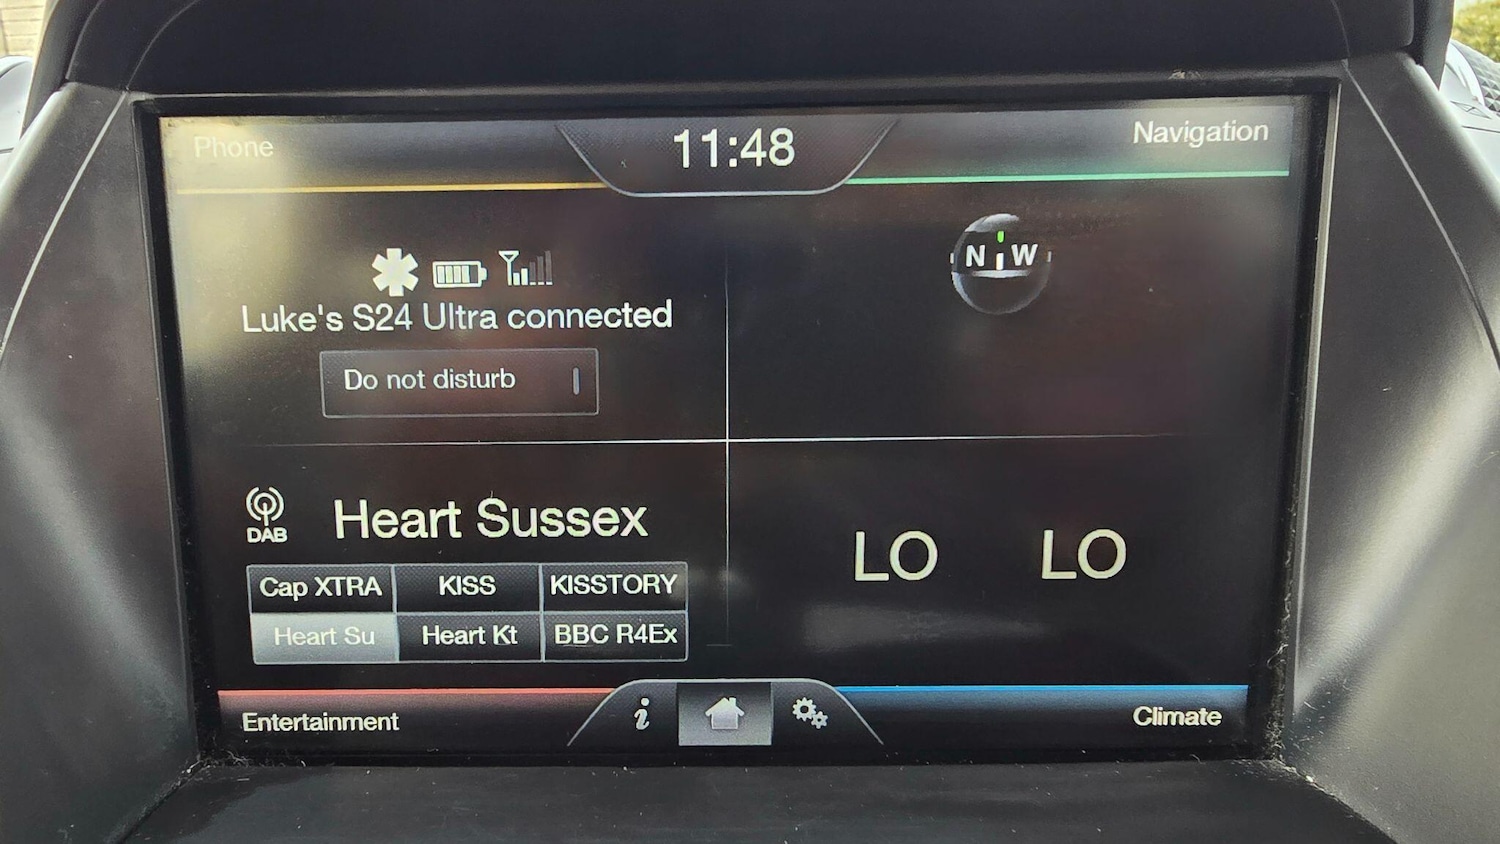 Phone
11:48
Navigation
N W
Luke's S24 Ultra connected
Do not disturb
DAB
Heart Sussex
Cap XTRA KISS KISSTORY
Heart Su Heart Kt BBC R4Ex
LO LO
Entertainment
i
Climate